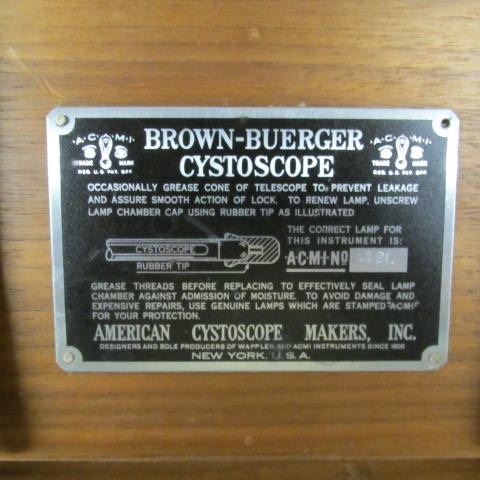 A·C·M·I·
TRADE MARK
REG. U.S. PAT. OFF.
BROWN-BUERGER
CYSTOSCOPE
A·C·M·I·
TRADE MARK
REG. U.S. PAT. OFF.
OCCASIONALLY GREASE CONE OF TELESCOPE TO PREVENT LEAKAGE
AND ASSURE SMOOTH ACTION OF LOCK. TO RENEW LAMP, UNSCREW
LAMP CHAMBER CAP USING RUBBER TIP AS ILLUSTRATED
CYSTOSCOPE
RUBBER TIP
THE CORRECT LAMP FOR
THIS INSTRUMENT IS:
A·C·M·I·NO
GREASE THREADS BEFORE REPLACING TO EFFECTIVELY SEAL LAMP
CHAMBER AGAINST ADMISSION OF MOISTURE. TO AVOID DAMAGE AND
EXPENSIVE REPAIRS, USE GENUINE LAMPS WHICH ARE STAMPED "ACMI"
FOR YOUR PROTECTION.
AMERICAN CYSTOSCOPE MAKERS, INC.
DESIGNERS AND SOLE PRODUCERS OF WAPPLER AND ACMI INSTRUMENTS SINCE 1900
NEW YORK, U.S.A.